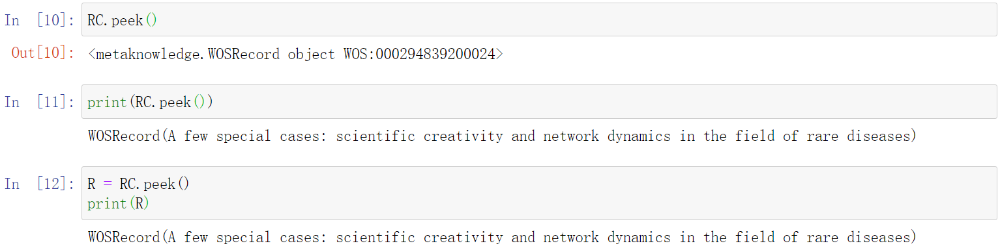 In [10]: RC.peek()
Out[10]: <metaknowledge.WOSRecord object WOS:000294839200024>
In [11]: print(RC.peek())
WOSRecord(A few special cases: scientific creativity and network dynamics in the field of rare diseases)
In [12]: R = RC.peek()
print(R)
WOSRecord(A few special cases: scientific creativity and network dynamics in the field of rare diseases)